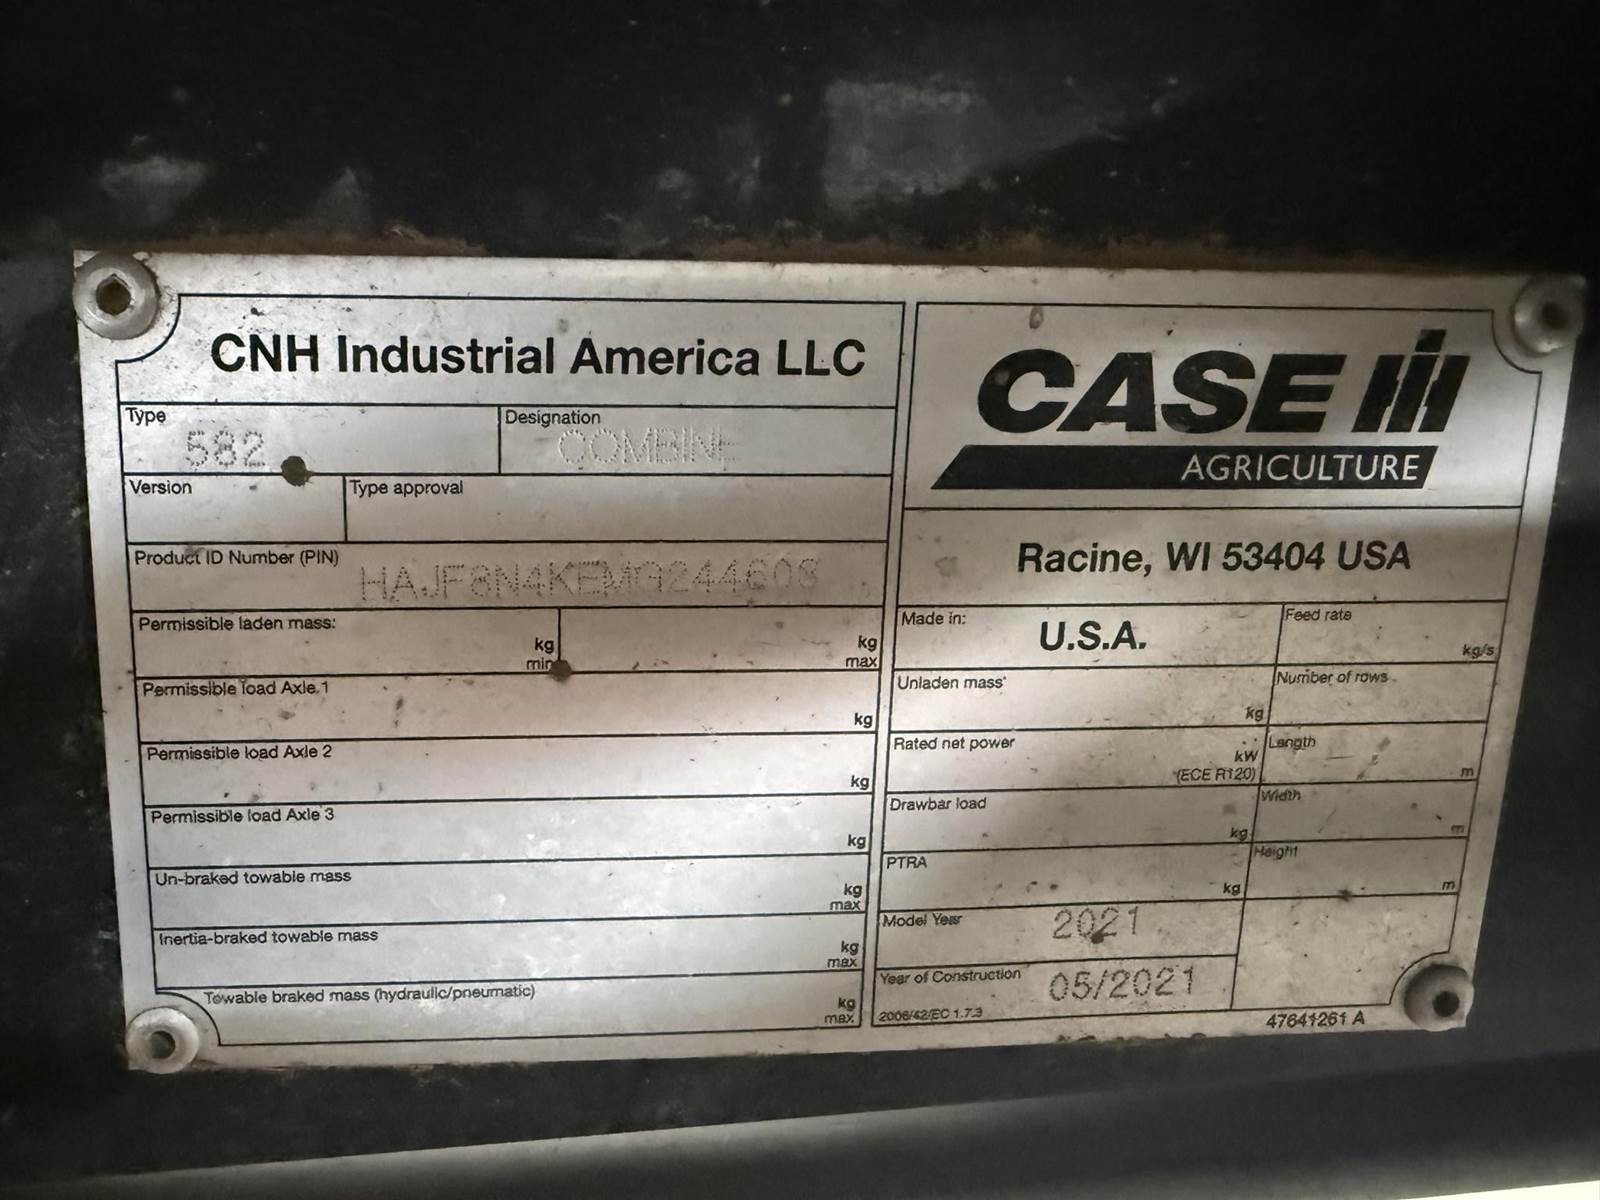 CNH Industrial America LLC
Type
582
Designation
COMBINE
Version
Type approval
Product ID Number (PIN)
HAJF8N4KEMG244608
Permissible laden mass:
kg
min
kg
max
Permissible load Axle 1
kg
Permissible load Axle 2
kg
Permissible load Axle 3
kg
Un-braked towable mass
kg
max
Inertia-braked towable mass
kg
max
Towable braked mass (hydraulic/pneumatic)
kg
max
CASE IH
AGRICULTURE
Racine, WI 53404 USA
Made in:
U.S.A.
Feed rate
kg/s
Unladen mass
kg
Number of rows
Rated net power
kW
(ECE R120)
Length
m
Drawbar load
kg
Width
m
PTRA
kg
Height
m
Model Year
2021
Year of Construction
05/2021
2006/42/EC 1.7.3
47641261 A